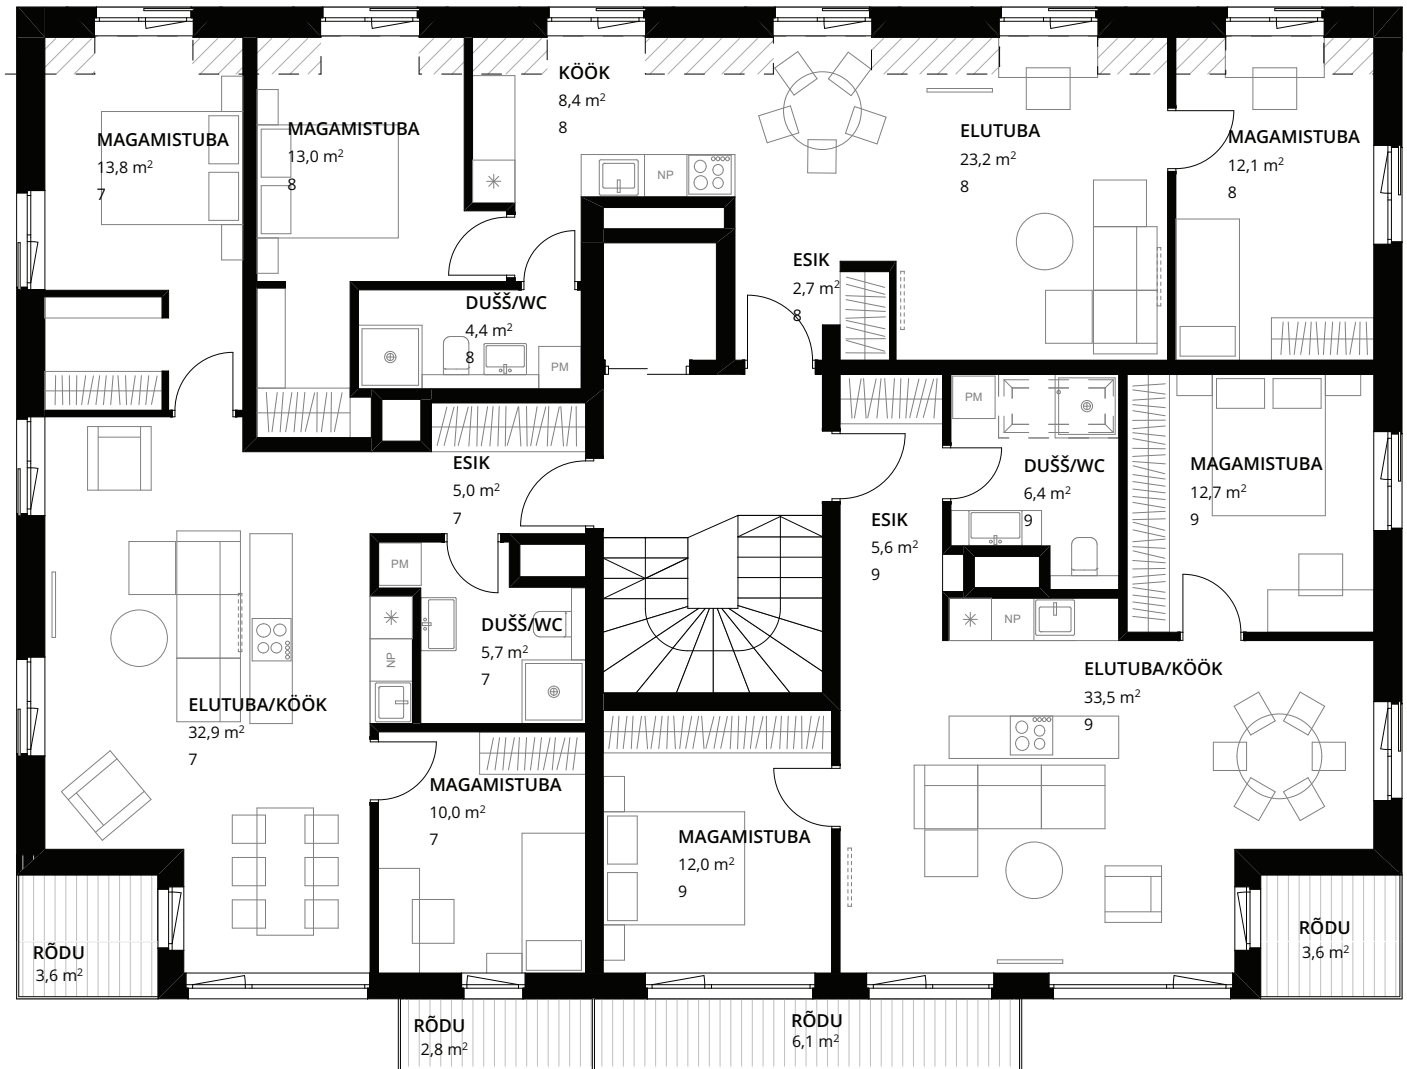 KÖÖK
8,4 m²
8
MAGAMISTUBA
13,8 m²
7
MAGAMISTUBA
13,0 m²
8
ELUTUBA
23,2 m²
8
MAGAMISTUBA
12,1 m²
8
NP
ESIK
2,7 m²
8
DUŠŠ/WC
4,4 m²
8
PM
PM
ESIK
5,0 m²
7
DUŠŠ/WC
6,4 m²
9
MAGAMISTUBA
12,7 m²
9
ESIK
5,6 m²
9
PM
NP
DUŠŠ/WC
5,7 m²
7
NP
ELUTUBA/KÖÖK
32,9 m²
7
ELUTUBA/KÖÖK
33,5 m²
9
MAGAMISTUBA
10,0 m²
7
MAGAMISTUBA
12,0 m²
9
RÕDU
3,6 m²
RÕDU
3,6 m²
RÕDU
2,8 m²
RÕDU
6,1 m²